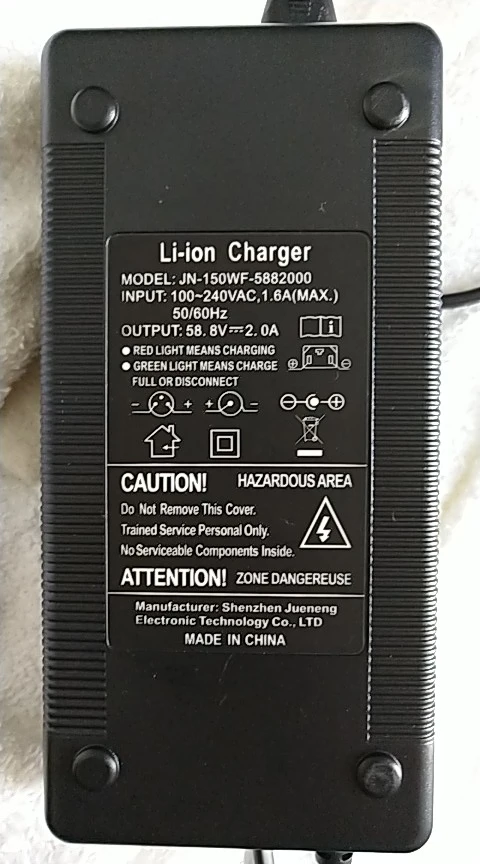 Li-ion Charger
MODEL: JN-150WF-5882000
INPUT: 100~240VAC,1.6A(MAX.)
50/60Hz
OUTPUT: 58.8V⎓2.0A
● RED LIGHT MEANS CHARGING
● GREEN LIGHT MEANS CHARGE
FULL OR DISCONNECT
CAUTION! HAZARDOUS AREA
Do Not Remove This Cover.
Trained Service Personal Only.
No Serviceable Components Inside.
ATTENTION! ZONE DANGEREUSE
Manufacturer: Shenzhen Jueneng
Electronic Technology Co., LTD
MADE IN CHINA